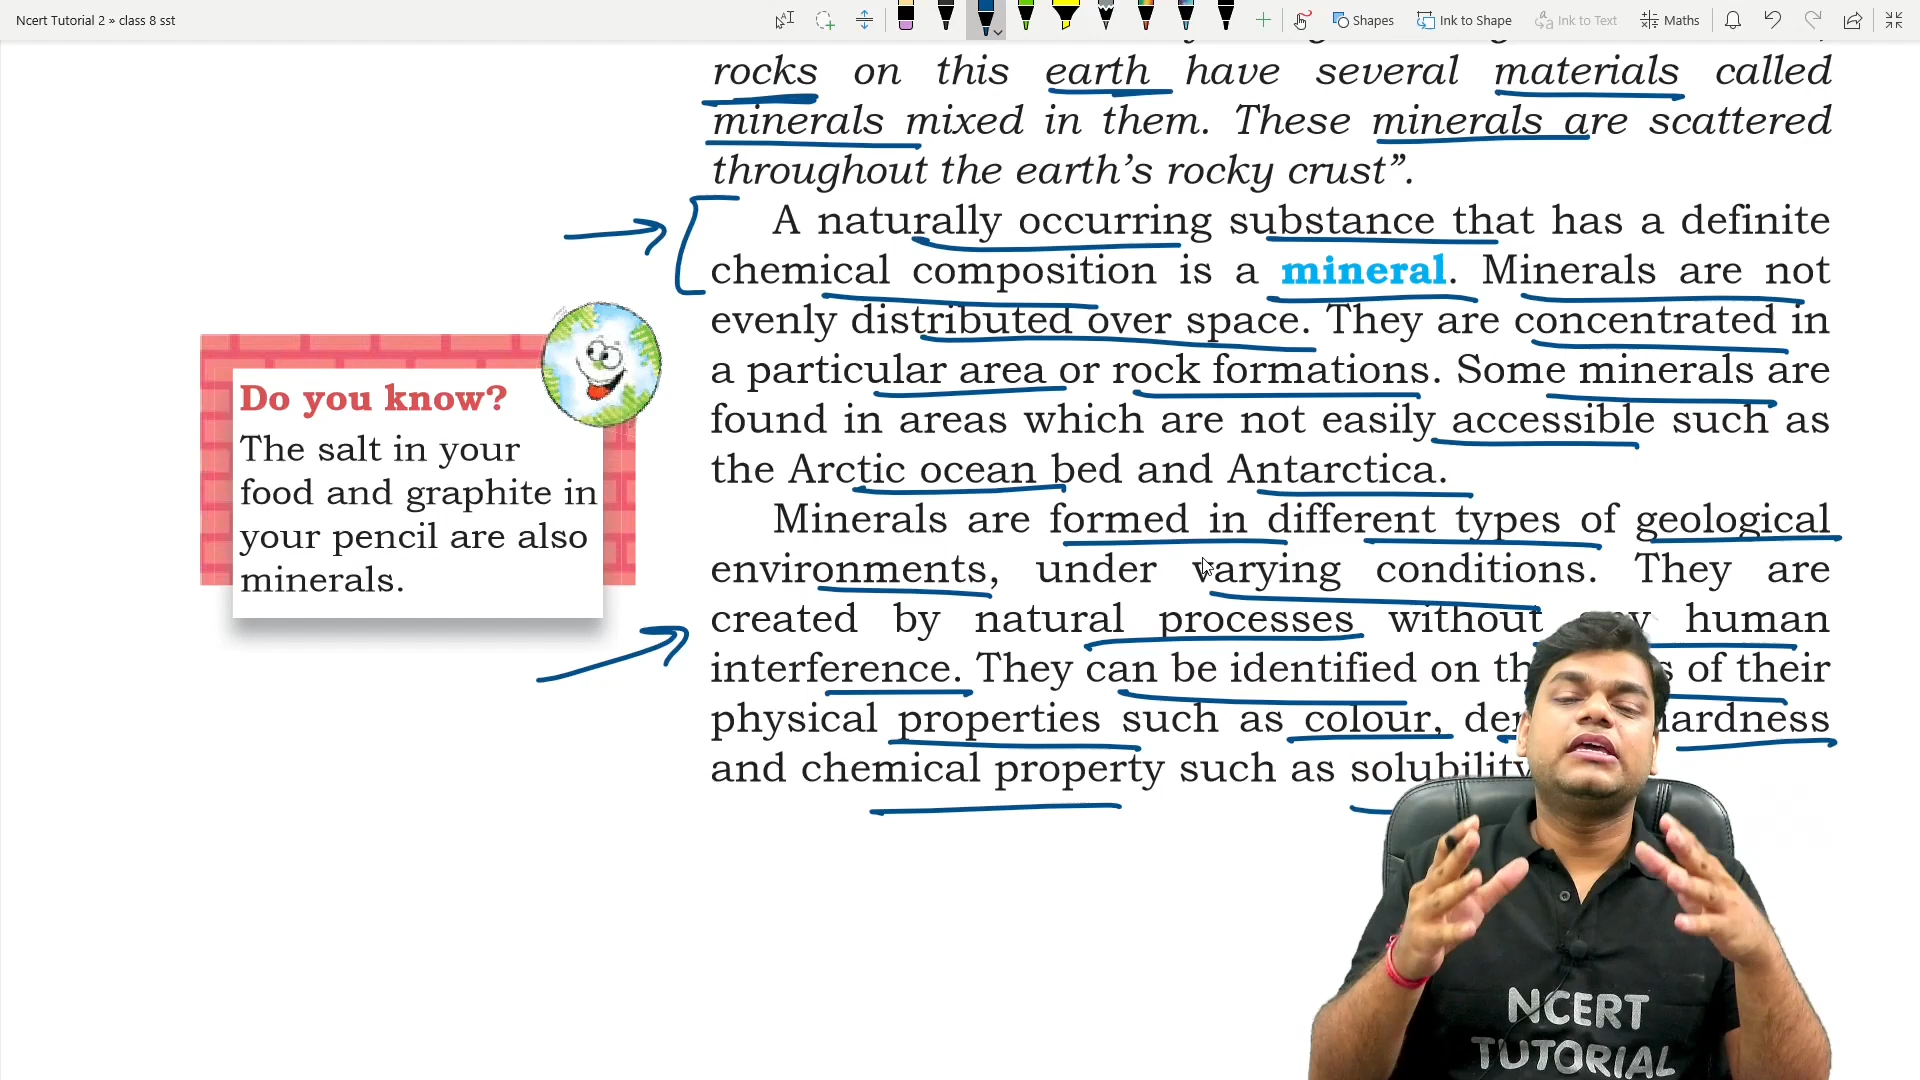 Ncert Tutorial 2 » class 8 sst
Shapes
Ink to Shape
Ink to Text
Maths
rocks on this earth have several materials called
minerals mixed in them. These minerals are scattered
throughout the earth's rocky crust”.
A naturally occurring substance that has a definite
chemical composition is a mineral. Minerals are not
evenly distributed over space. They are concentrated in
a particular area or rock formations. Some minerals are
found in areas which are not easily accessible such as
the Arctic ocean bed and Antarctica.
Minerals are formed in different types of geological
environments, under varying conditions. They are
created by natural processes without any human
interference. They can be identified on their
physical properties such as colour, hardness
and chemical property such as solubility
Do you know?
The salt in your
food and graphite in
your pencil are also
minerals.
NCERT
TUTORIAL